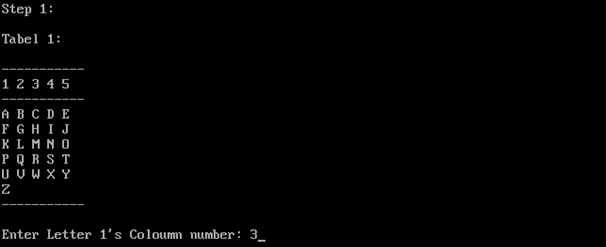 Step 1:
Tabel 1:
-----------
1 2 3 4 5
-----------
A B C D E
F G H I J
K L M N O
P Q R S T
U V W X Y
Z
-----------
Enter Letter 1's Coloumn number: 3_